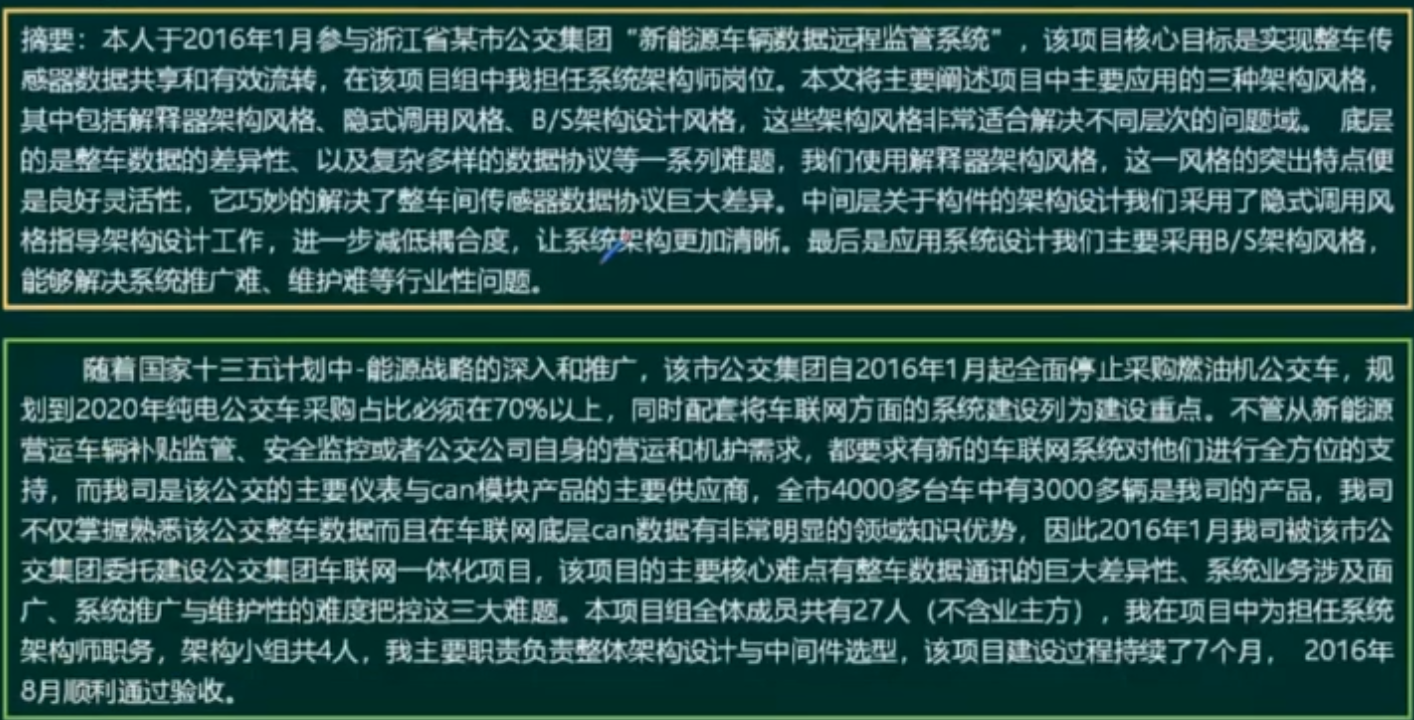 摘要：本人于2016年1月参与浙江省某市公交集团“新能源车辆数据远程监管系统”，该项目核心目标是实现整车传
感器数据共享和有效流转，在该项目组中我担任系统架构师岗位。本文将主要阐述项目中主要应用的三种架构风格，
其中包括解释器架构风格、隐式调用风格、B/S架构设计风格，这些架构风格非常适合解决不同层次的问题域。 底层
的是整车数据的差异性、以及复杂多样的数据协议等一系列难题，我们使用解释器架构风格，这一风格的突出特点便
是良好灵活性，它巧妙的解决了整车间传感器数据协议巨大差异。中间层关于构件的架构设计我们采用了隐式调用风
格指导架构设计工作，进一步减低耦合度，让系统架构更加清晰。最后是应用系统设计我们主要采用B/S架构风格，
能够解决系统推广难、维护难等行业性问题。
随着国家十三五计划中-能源战略的深入和推广，该市公交集团自2016年1月起全面停止采购燃油机公交车，规
划到2020年纯电公交车采购占比必须在70%以上，同时配套将车联网方面的系统建设列为建设重点。不管从新能源
营运车辆补贴监管、安全监控或者公交公司自身的营运和机护需求，都要求有新的车联网系统对他们进行全方位的支
持，而我司是该公交的主要仪表与can模块产品的主要供应商，全市4000多台车中有3000多辆是我司的产品，我司
不仅掌握熟悉该公交整车数据而且在车联网底层can数据有非常明显的领域知识优势，因此2016年1月我司被该市公
交集团委托建设公交集团车联网一体化项目，该项目的主要核心难点有整车数据通讯的巨大差异性、系统业务涉及面
广、系统推广与维护性的难度把控这三大难题。本项目组全体成员共有27人（不含业主方），我在项目中为担任系统
架构师职务，架构小组共4人，我主要职责负责整体架构设计与中间件选型，该项目建设过程持续了7个月， 2016年
8月顺利通过验收。